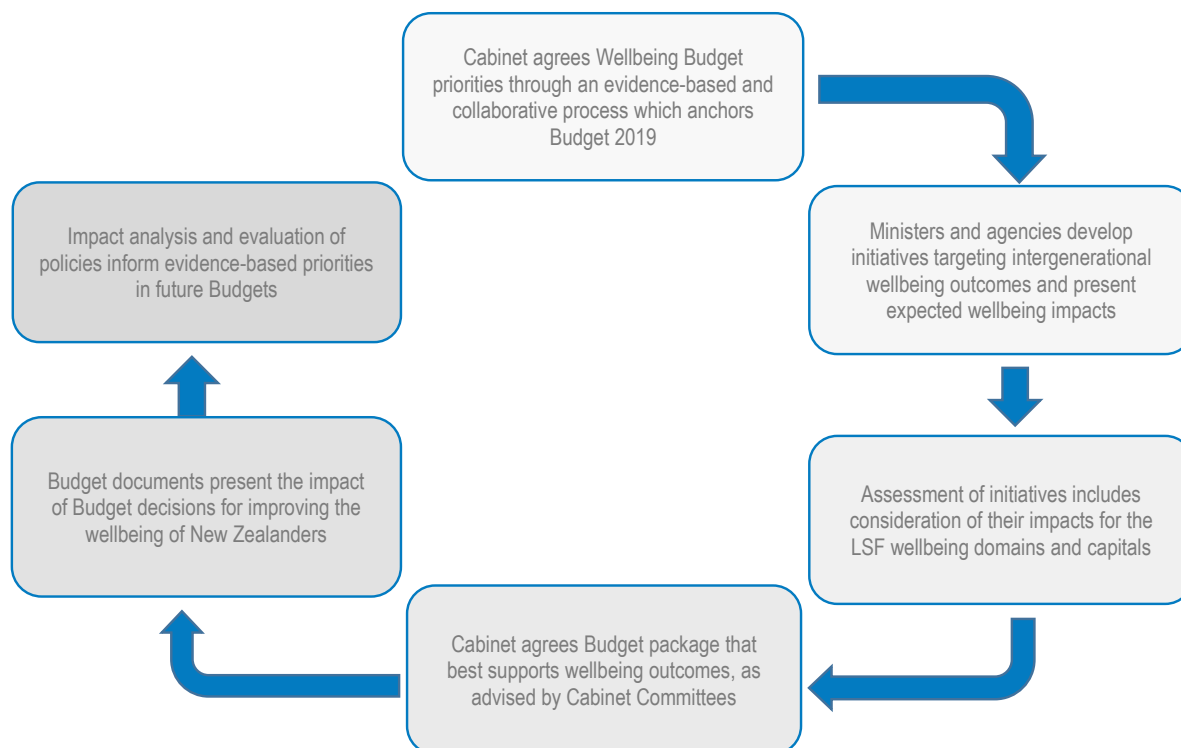 Cabinet agrees Wellbeing Budget
priorities through an evidence-based and
collaborative process which anchors
Budget 2019
Ministers and agencies develop
initiatives targeting intergenerational
wellbeing outcomes and present
expected wellbeing impacts
Assessment of initiatives includes
consideration of their impacts for the
LSF wellbeing domains and capitals
Cabinet agrees Budget package that
best supports wellbeing outcomes, as
advised by Cabinet Committees
Budget documents present the impact
of Budget decisions for improving the
wellbeing of New Zealanders
Impact analysis and evaluation of
policies inform evidence-based priorities
in future Budgets